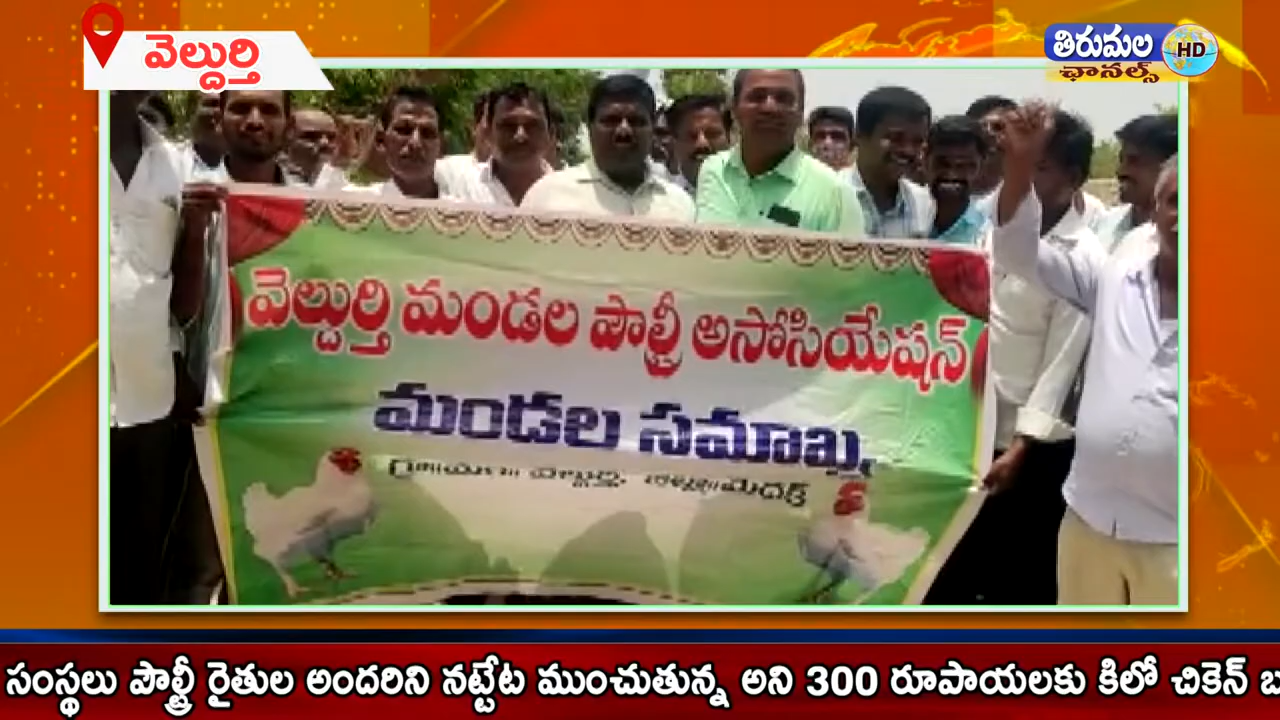 వెల్దుర్తి
తిరుమల
HD
ఛానల్స్
వెల్దుర్తి మండల పౌల్ట్రీ అసోసియేషన్
మండల సమాఖ్య
సంస్థలు పౌల్ట్రీ రైతుల అందరిని నట్టేట ముంచుతున్న అని 300 రూపాయలకు కిలో చికెన్